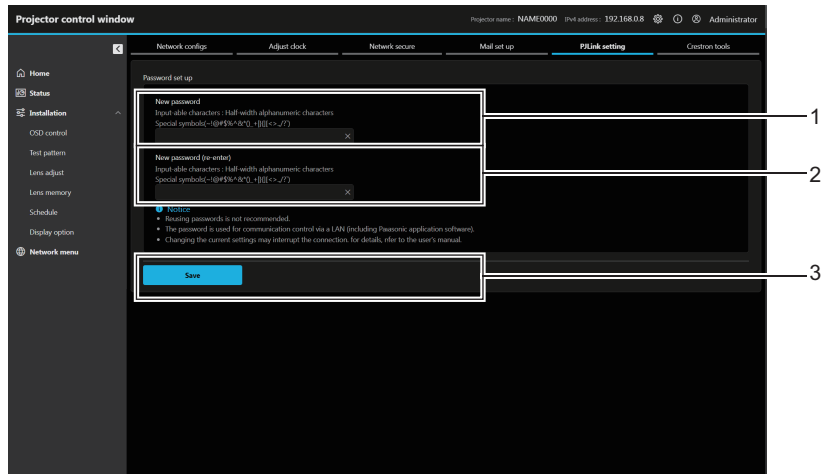 Projector control window
Projector name : NAME0000 IPv4 address : 192.168.0.8 Administrator
Network configs Adjust clock Netwrk secure Mail set up PJLink setting Crestron tools
Home
Status
Installation
OSD control
Test pattern
Lens adjust
Lens memory
Schedule
Display option
Network menu
Password set up
New password
Input-able characters : Half-width alphanumeric characters
1
New password (re-enter)
Input-able characters : Half-width alphanumeric characters
2
Notice
• Reusing passwords is not recommended.
• The password is used for communication control via a LAN (including Paxasonic application software).
• Changing the current settings may interrupt the connection. for details, rfer to the user's manual.
Save
3